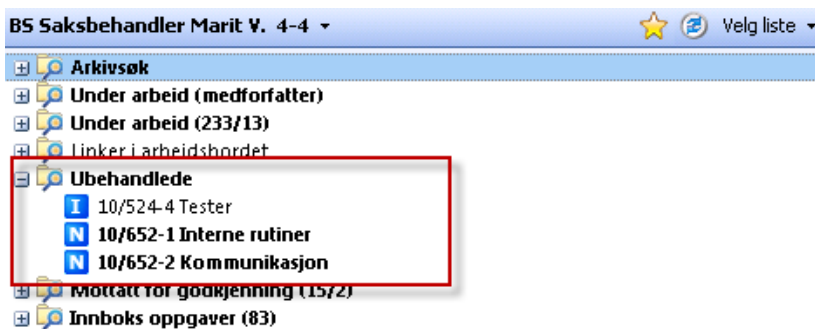 BS Saksbehandler Marit V. 4-4 Velg liste
Arkivsøk
Under arbeid (medforfatter)
Under arbeid (233/13)
Linker i arbeidsbordet
Ubehandlede
I 10/524-4 Tester
N 10/652-1 Interne rutiner
N 10/652-2 Kommunikasjon
Mottatt for godkjenning (15/2)
Innboks oppgaver (83)